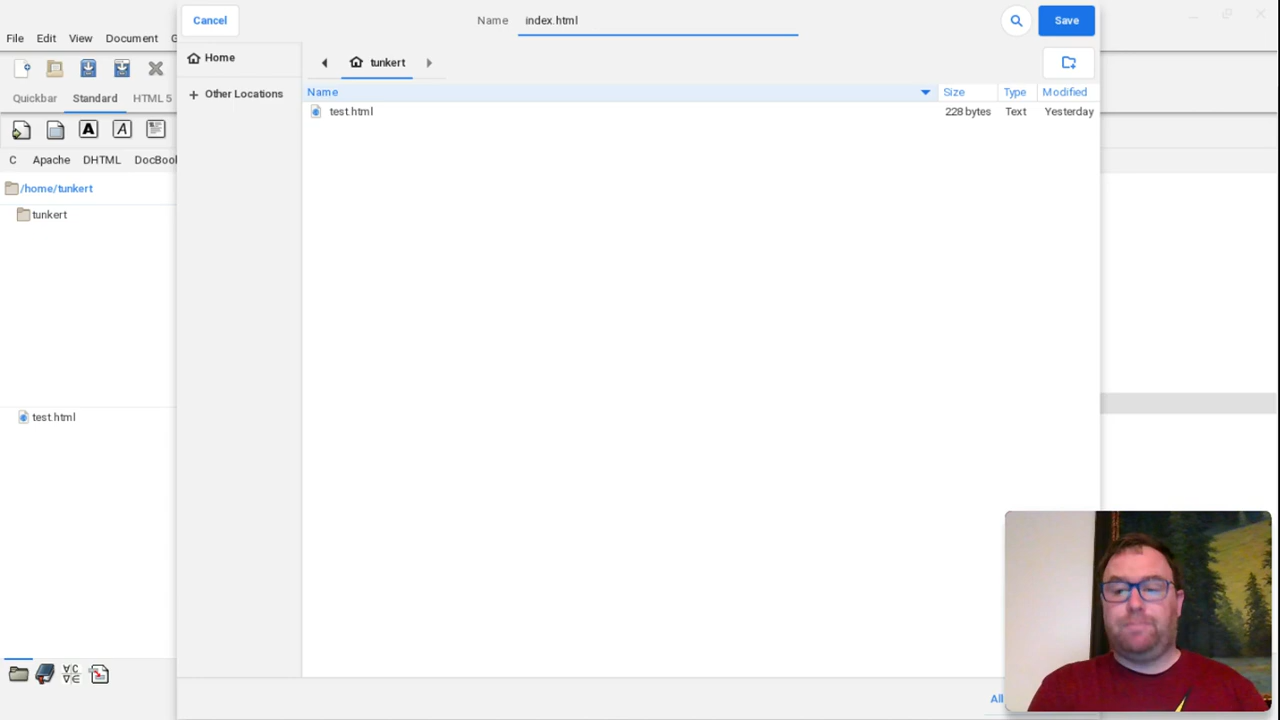 Cancel
Name index.html
Save
File Edit View Document
Quickbar Standard HTML 5
C Apache DHTML DocBook
/home/tunkert
tunkert
test.html
Home
Other Locations
tunkert
Name Size Type Modified
test.html 228 bytes Text Yesterday
All